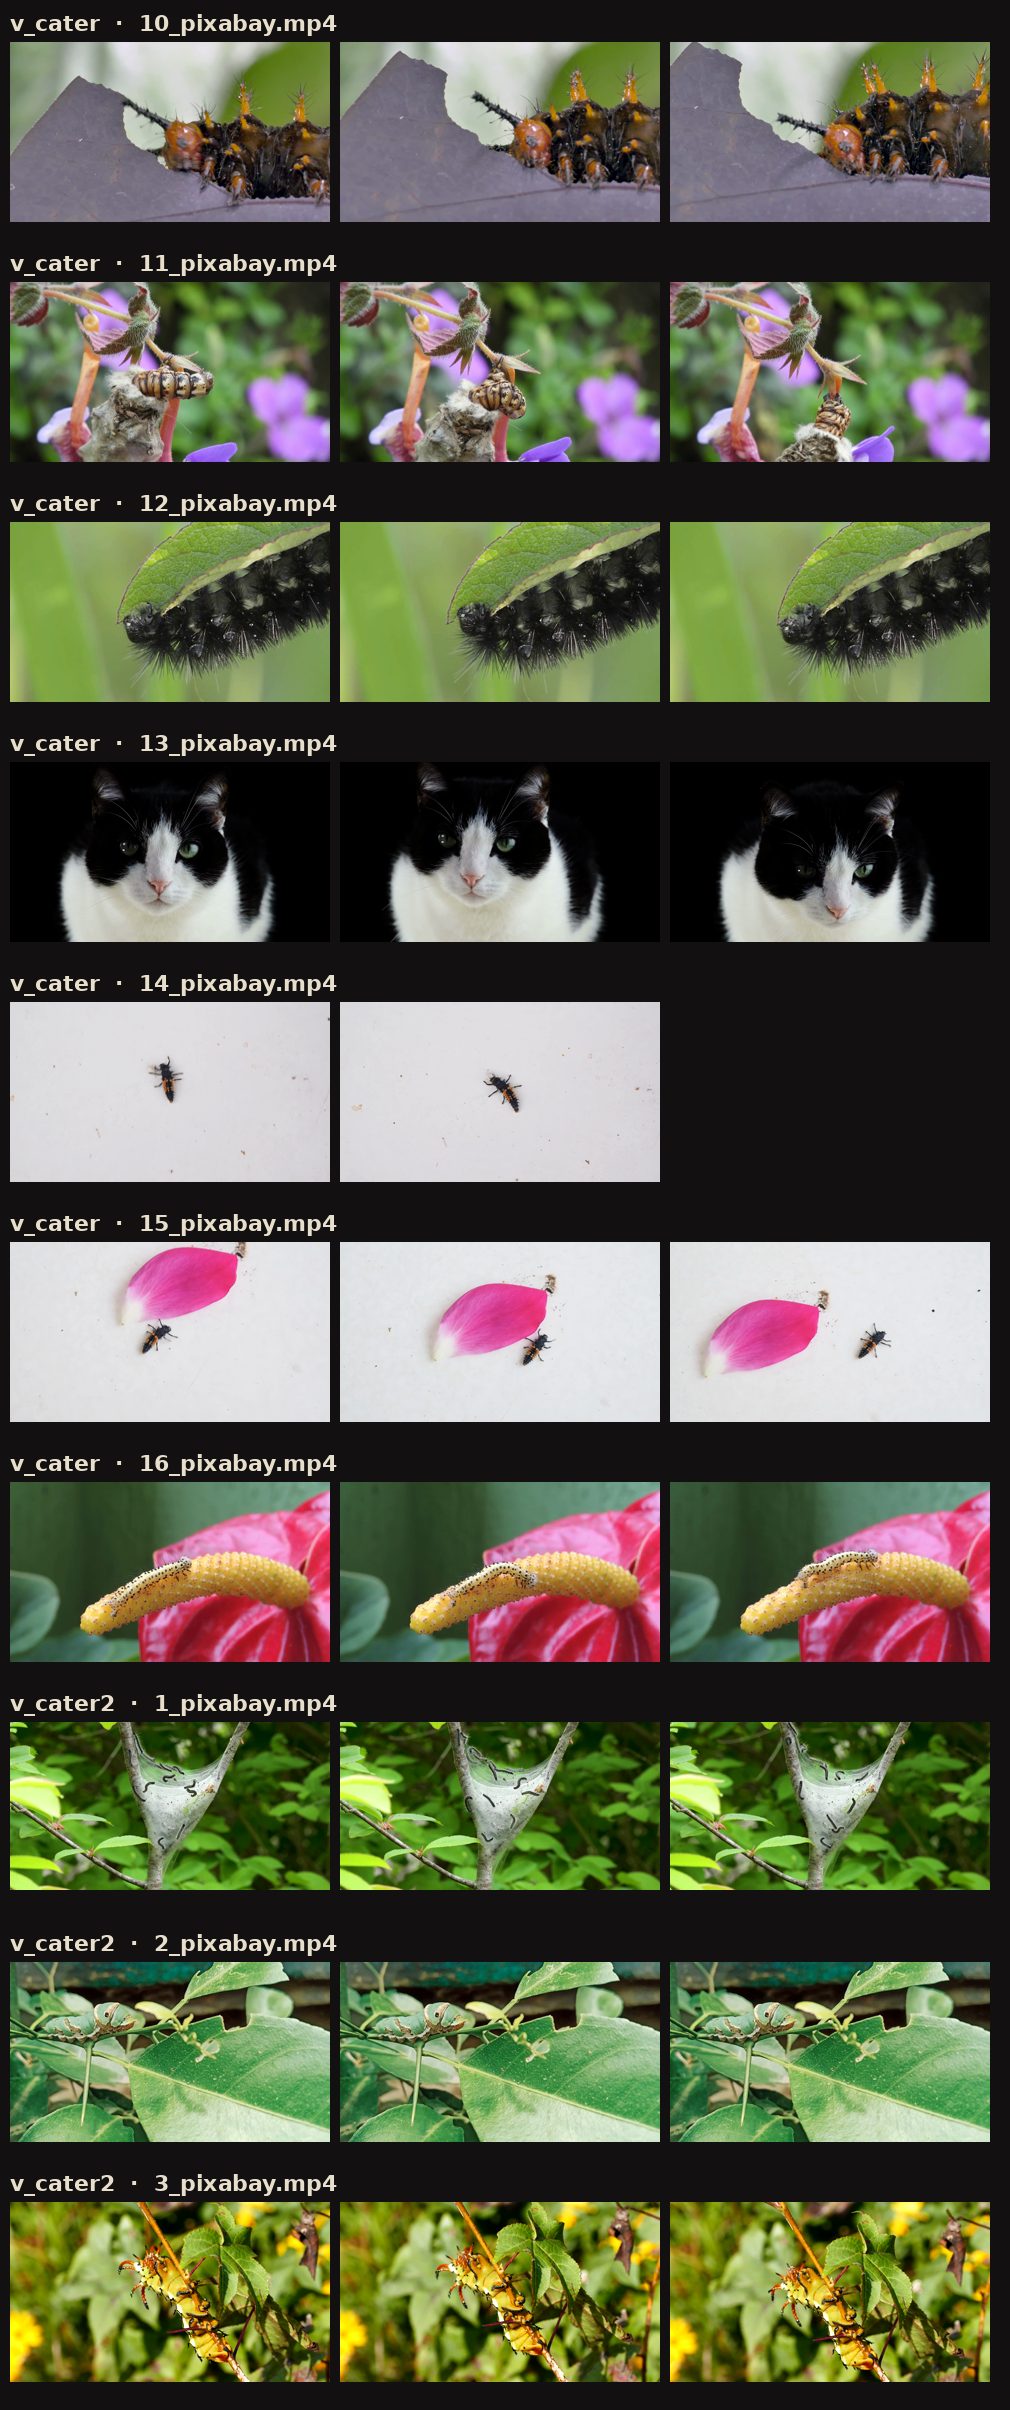 v_cater · 10_pixabay.mp4
v_cater · 11_pixabay.mp4
v_cater · 12_pixabay.mp4
v_cater · 13_pixabay.mp4
v_cater · 14_pixabay.mp4
v_cater · 15_pixabay.mp4
v_cater · 16_pixabay.mp4
v_cater2 · 1_pixabay.mp4
v_cater2 · 2_pixabay.mp4
v_cater2 · 3_pixabay.mp4